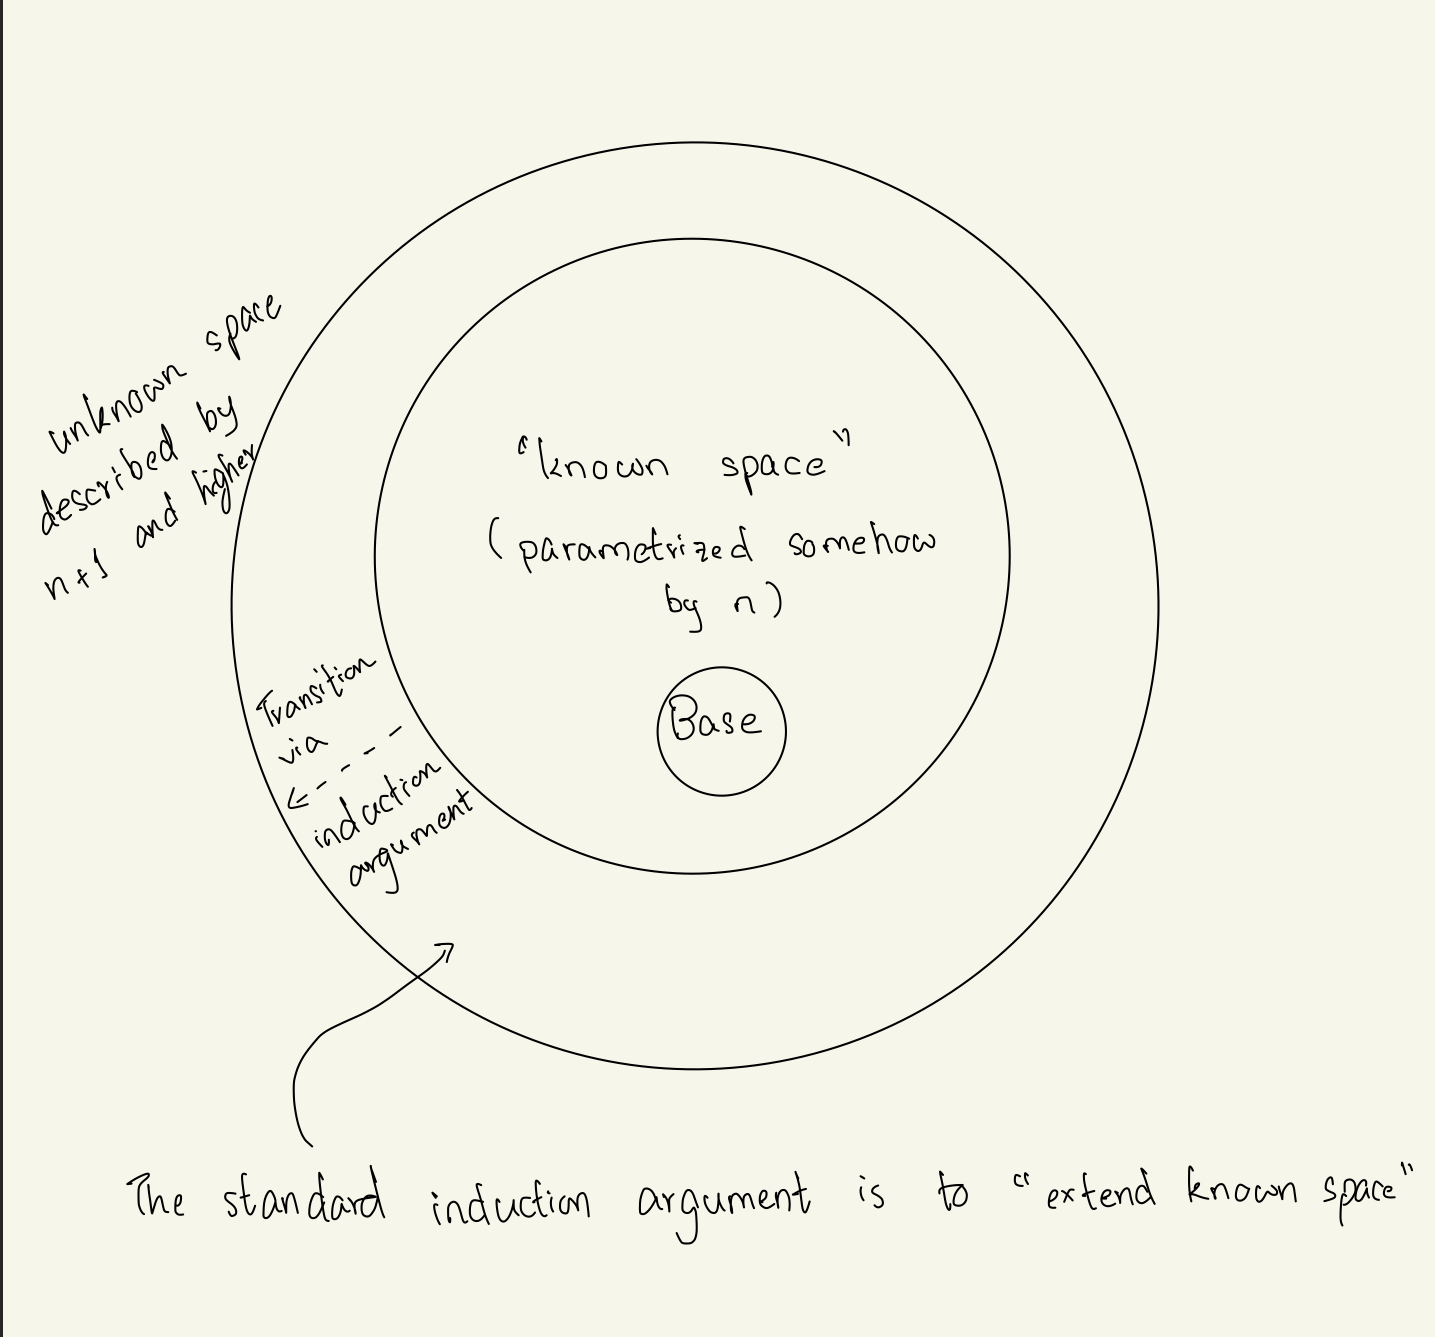 unknown space
described by
n+1 and higher
"known space"
(parametrized somehow
by n)
Base
Transition
via
induction
argument
The standard induction argument is to "extend known space"